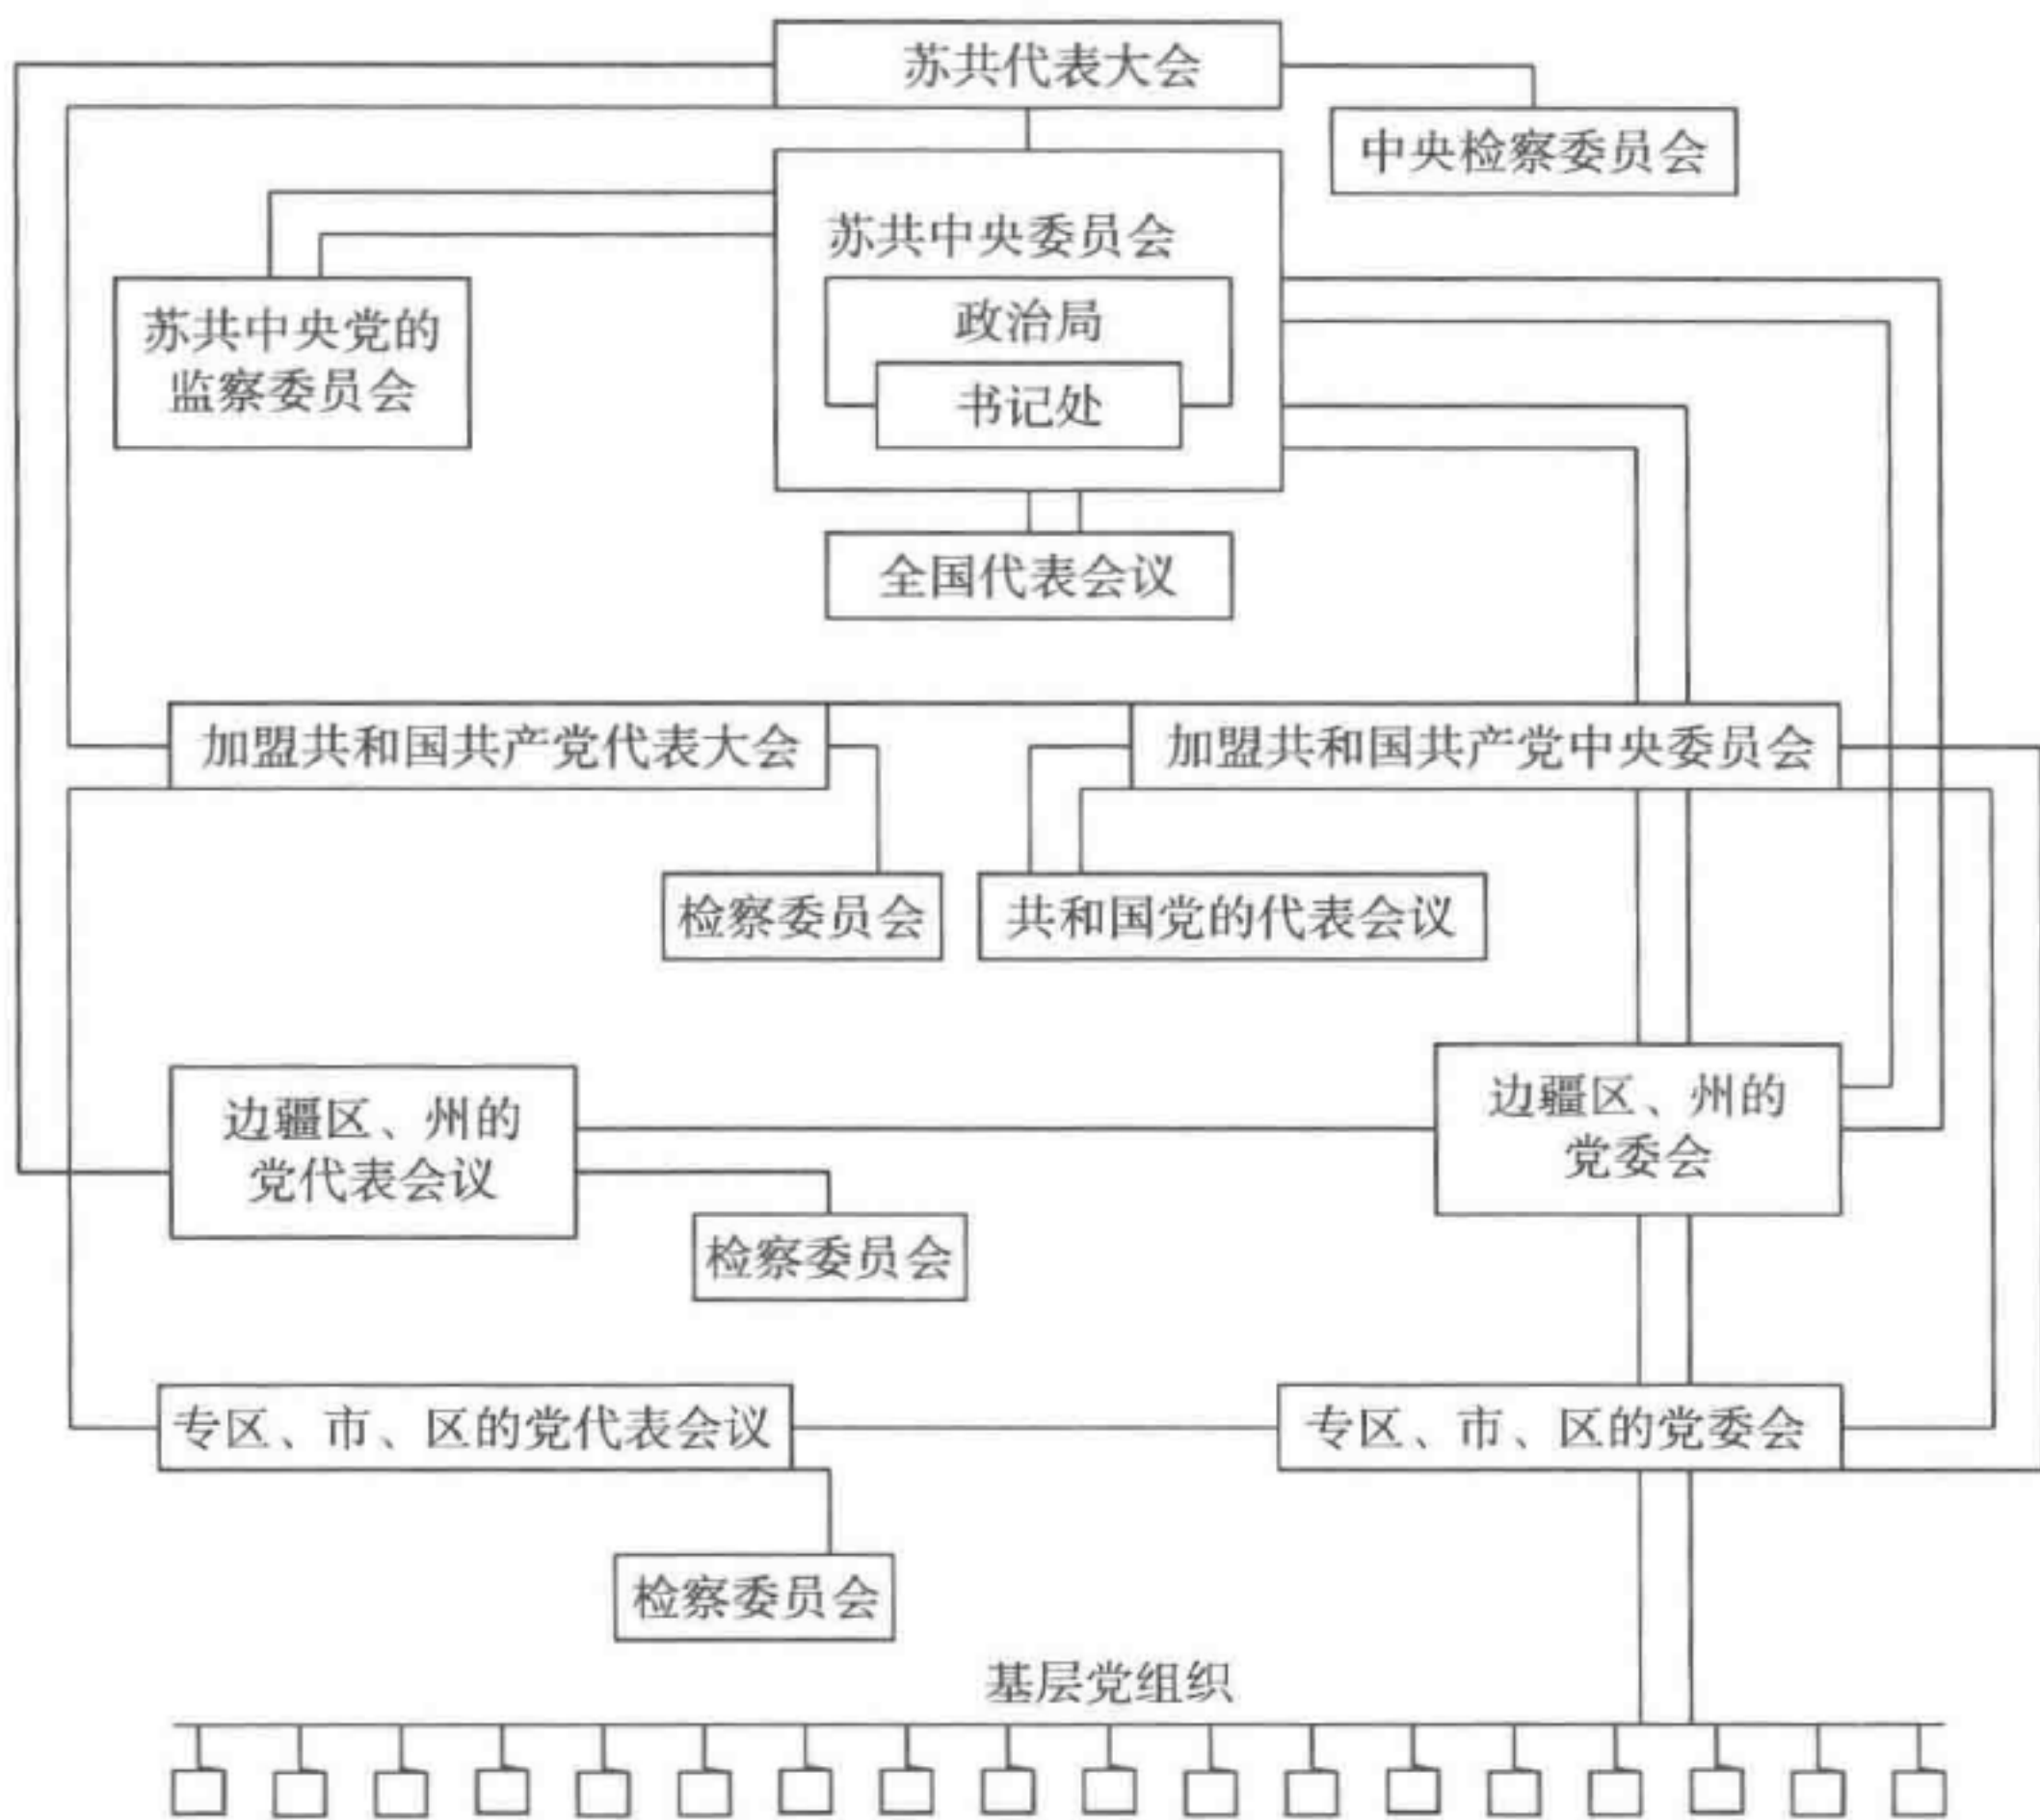 苏共代表大会
中央检察委员会
苏共中央委员会
政治局
书记处
苏共中央党的
监察委员会
全国代表会议
加盟共和国共产党代表大会
加盟共和国共产党中央委员会
检察委员会
共和国党的代表会议
边疆区、州的
党代表会议
边疆区、州的
党委会
检察委员会
专区、市、区的党代表会议
专区、市、区的党委会
检察委员会
基层党组织